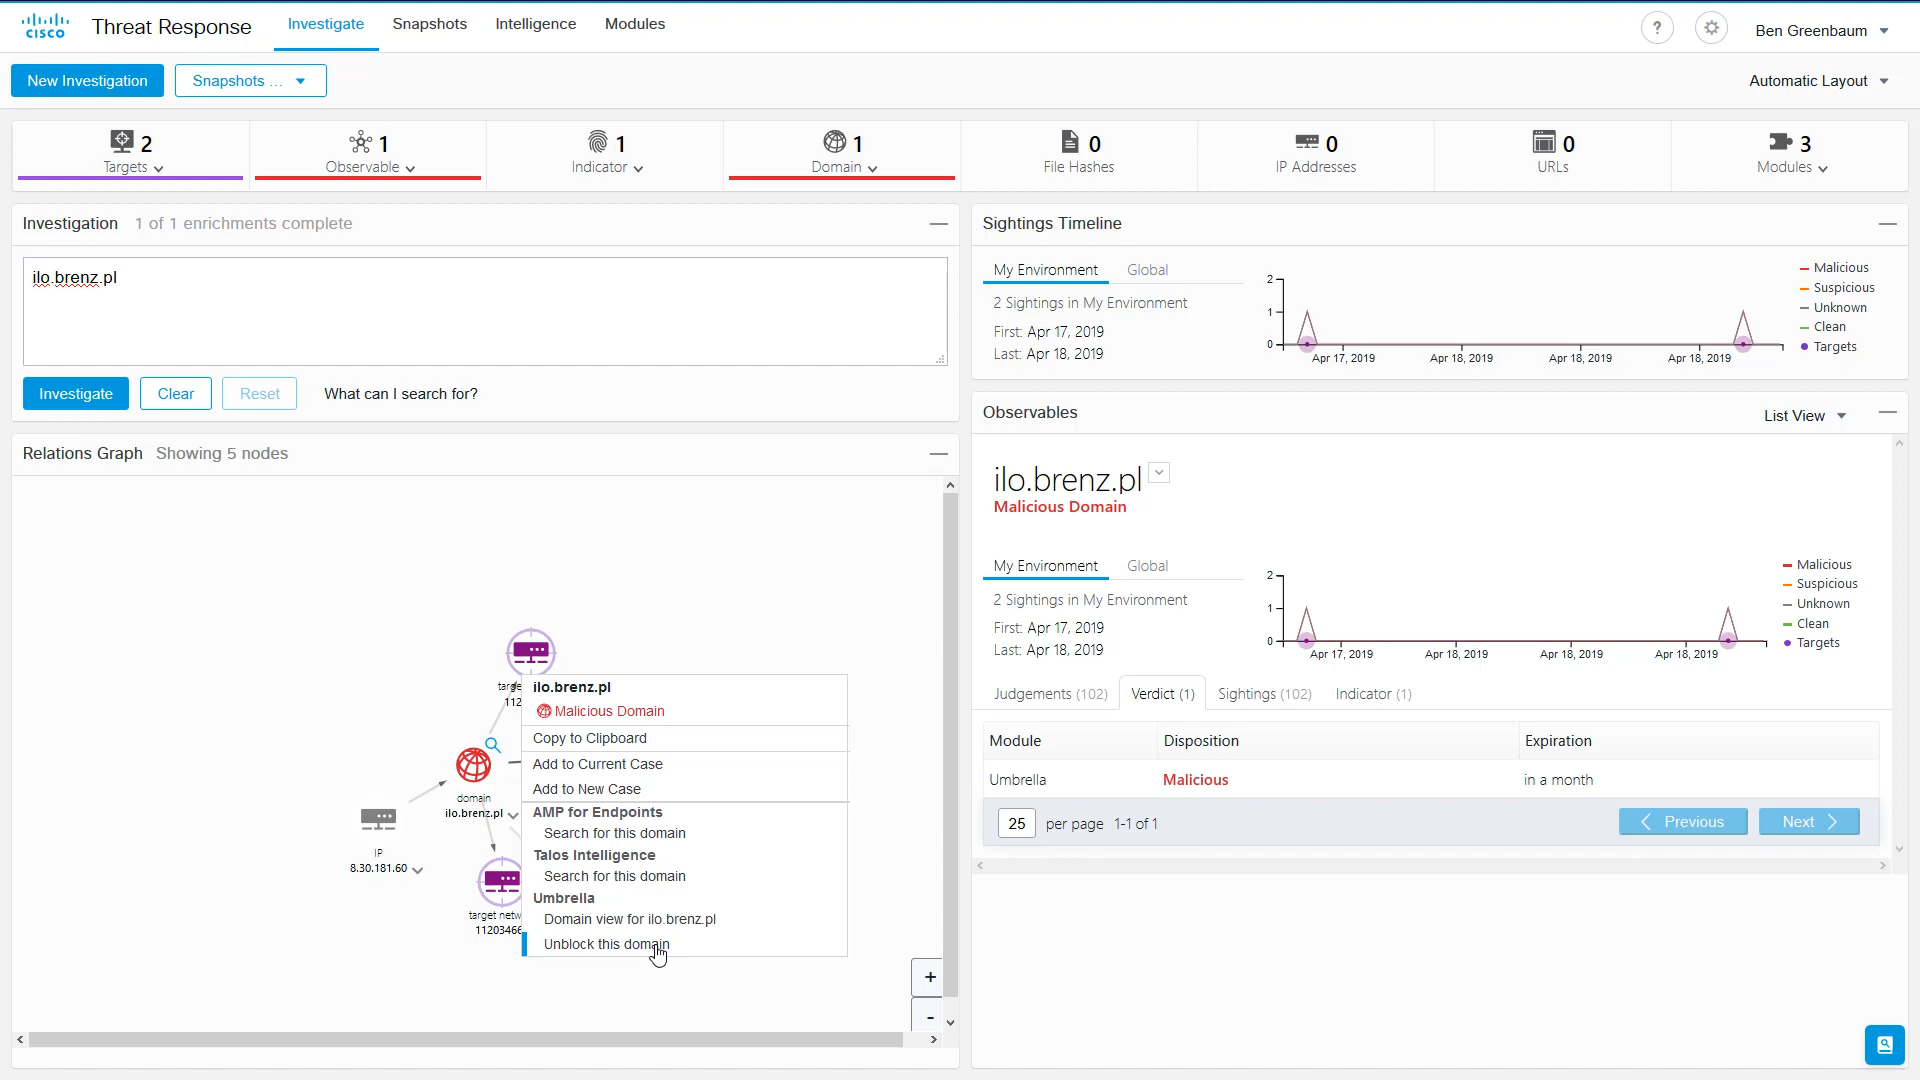 cisco
Threat Response
Investigate
Snapshots
Intelligence
Modules
?
Ben Greenbaum
New Investigation
Snapshots ...
Automatic Layout
2
Targets
1
Observable
1
Indicator
1
Domain
0
File Hashes
0
IP Addresses
0
URLs
3
Modules
Investigation 1 of 1 enrichments complete
ilo.brenz.pl
Investigate
Clear
Reset
What can I search for?
Relations Graph Showing 5 nodes
112
domain
ilo.brenz.pl
IP
8.30.181.60
11203466
ilo.brenz.pl
Malicious Domain
Copy to Clipboard
Add to Current Case
Add to New Case
AMP for Endpoints
Search for this domain
Talos Intelligence
Search for this domain
Umbrella
Domain view for ilo.brenz.pl
Unblock this domain
+
-
Sightings Timeline
My Environment
Global
2 Sightings in My Environment
First: Apr 17, 2019
Last: Apr 18, 2019
2
1
0
Apr 17, 2019
Apr 18, 2019
Apr 18, 2019
Apr 18, 2019
Malicious
Suspicious
Unknown
Clean
Targets
Observables
List View
ilo.brenz.pl
Malicious Domain
My Environment
Global
2 Sightings in My Environment
First: Apr 17, 2019
Last: Apr 18, 2019
2
1
0
Apr 17, 2019
Apr 18, 2019
Apr 18, 2019
Apr 18, 2019
Malicious
Suspicious
Unknown
Clean
Targets
Judgements (102)
Verdict (1)
Sightings (102)
Indicator (1)
Module
Disposition
Expiration
Umbrella
Malicious
in a month
25
per page
1-1 of 1
Previous
Next